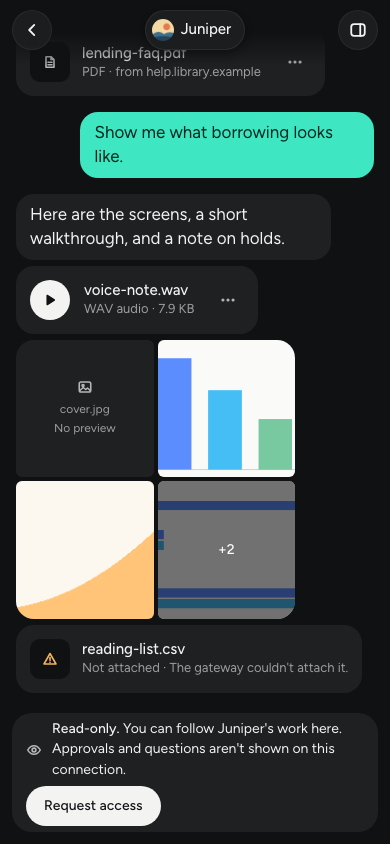 Juniper
lending-faq.pdf
PDF · from help.library.example
Show me what borrowing looks
like.
Here are the screens, a short
walkthrough, and a note on holds.
voice-note.wav
WAV audio · 7.9 KB
cover.jpg
No preview
+2
reading-list.csv
Not attached · The gateway couldn't attach it.
Read-only. You can follow Juniper's work here.
Approvals and questions aren't shown on this
connection.
Request access